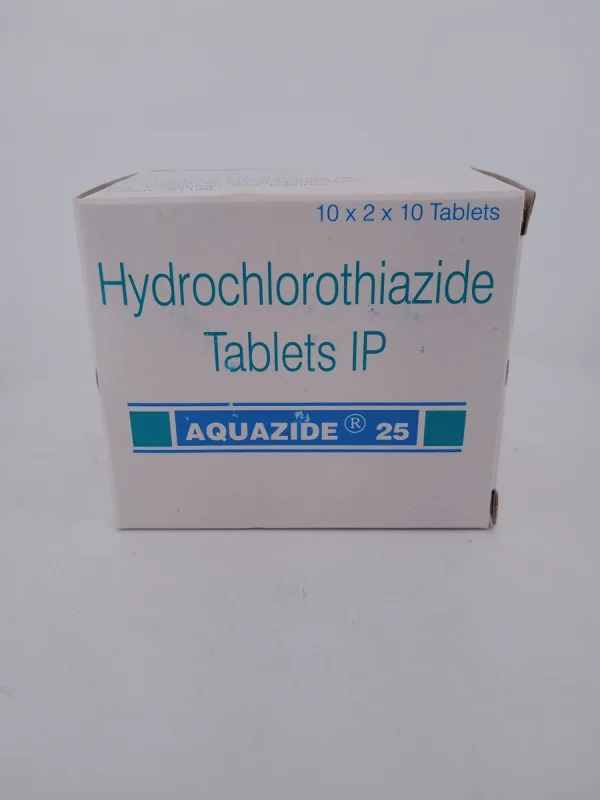 10 x 2 x 10 Tablets
Hydrochlorothiazide
Tablets IP
AQUAZIDE ® 25